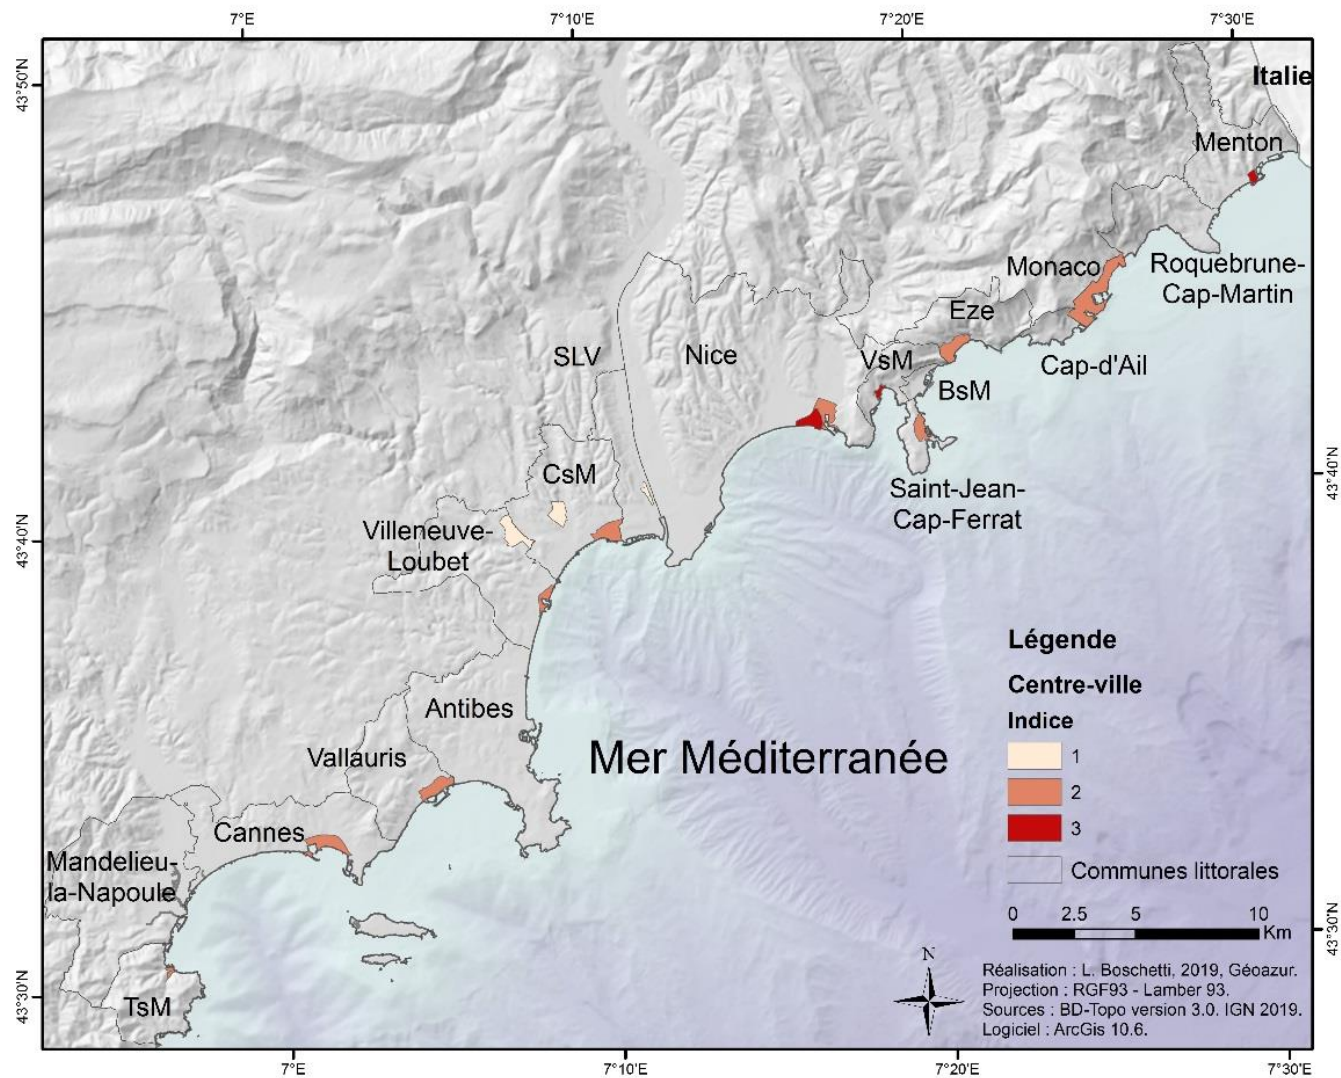 7°E
7°10'E
7°20'E
7°30'E
43°50'N
Italie
Menton
Monaco
Roquebrune-
Cap-Martin
Eze
SLV
Nice
VsM
Cap-d'Ail
BsM
CsM
43°40'N
Saint-Jean-
Cap-Ferrat
Villeneuve-
Loubet
43°40'N
Légende
Centre-ville
Indice
1
2
3
Communes littorales
0 2.5 5 10
Km
Antibes
Mer Méditerranée
Vallauris
Cannes
Mandelieu-
la-Napoule
43°30'N
N
43°30'N
TsM
Réalisation : L. Boschetti, 2019, Géoazur.
Projection : RGF93 - Lamber 93.
Sources : BD-Topo version 3.0. IGN 2019.
Logiciel : ArcGis 10.6.
7°E
7°10'E
7°20'E
7°30'E